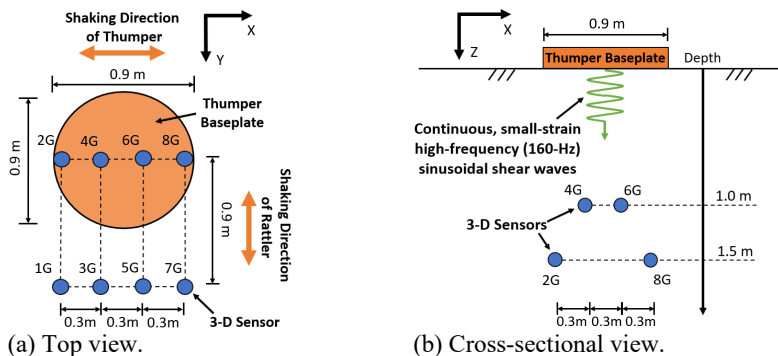 Shaking Direction
of Thumper
X
Y
0.9 m
Thumper
Baseplate
2G
4G
6G
8G
0.9 m
0.9 m
Shaking Direction
of Rattler
1G
3G
5G
7G
0.3m
0.3m
0.3m
3-D Sensor
(a) Top view.
X
Z
0.9 m
Thumper Baseplate
Depth
Continuous, small-strain
high-frequency (160-Hz)
sinusoidal shear waves
4G
6G
1.0 m
3-D Sensors
1.5 m
2G
8G
0.3m
0.3m
0.3m
(b) Cross-sectional view.